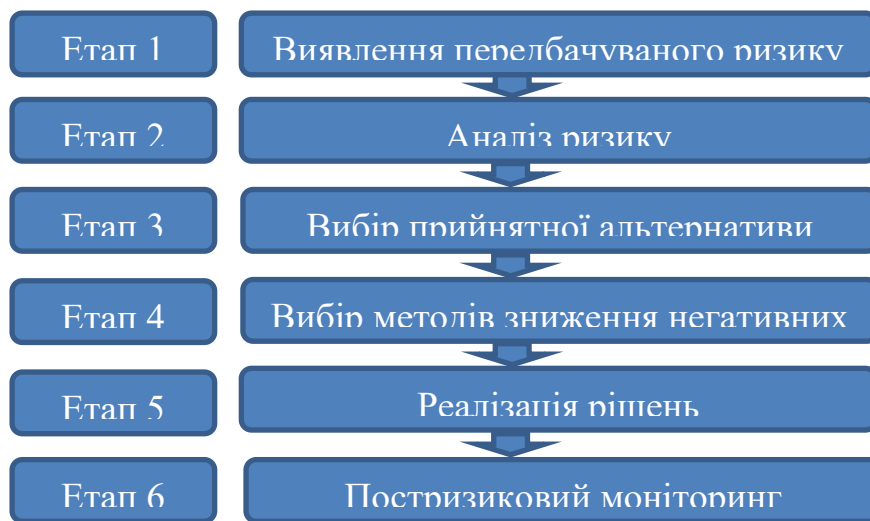 Етап 1
Виявлення передбачуваного ризику
Етап 2
Аналіз ризику
Етап 3
Вибір прийнятної альтернативи
Етап 4
Вибір методів зниження негативних
Етап 5
Реалізація рішень
Етап 6
Постризиковий моніторинг